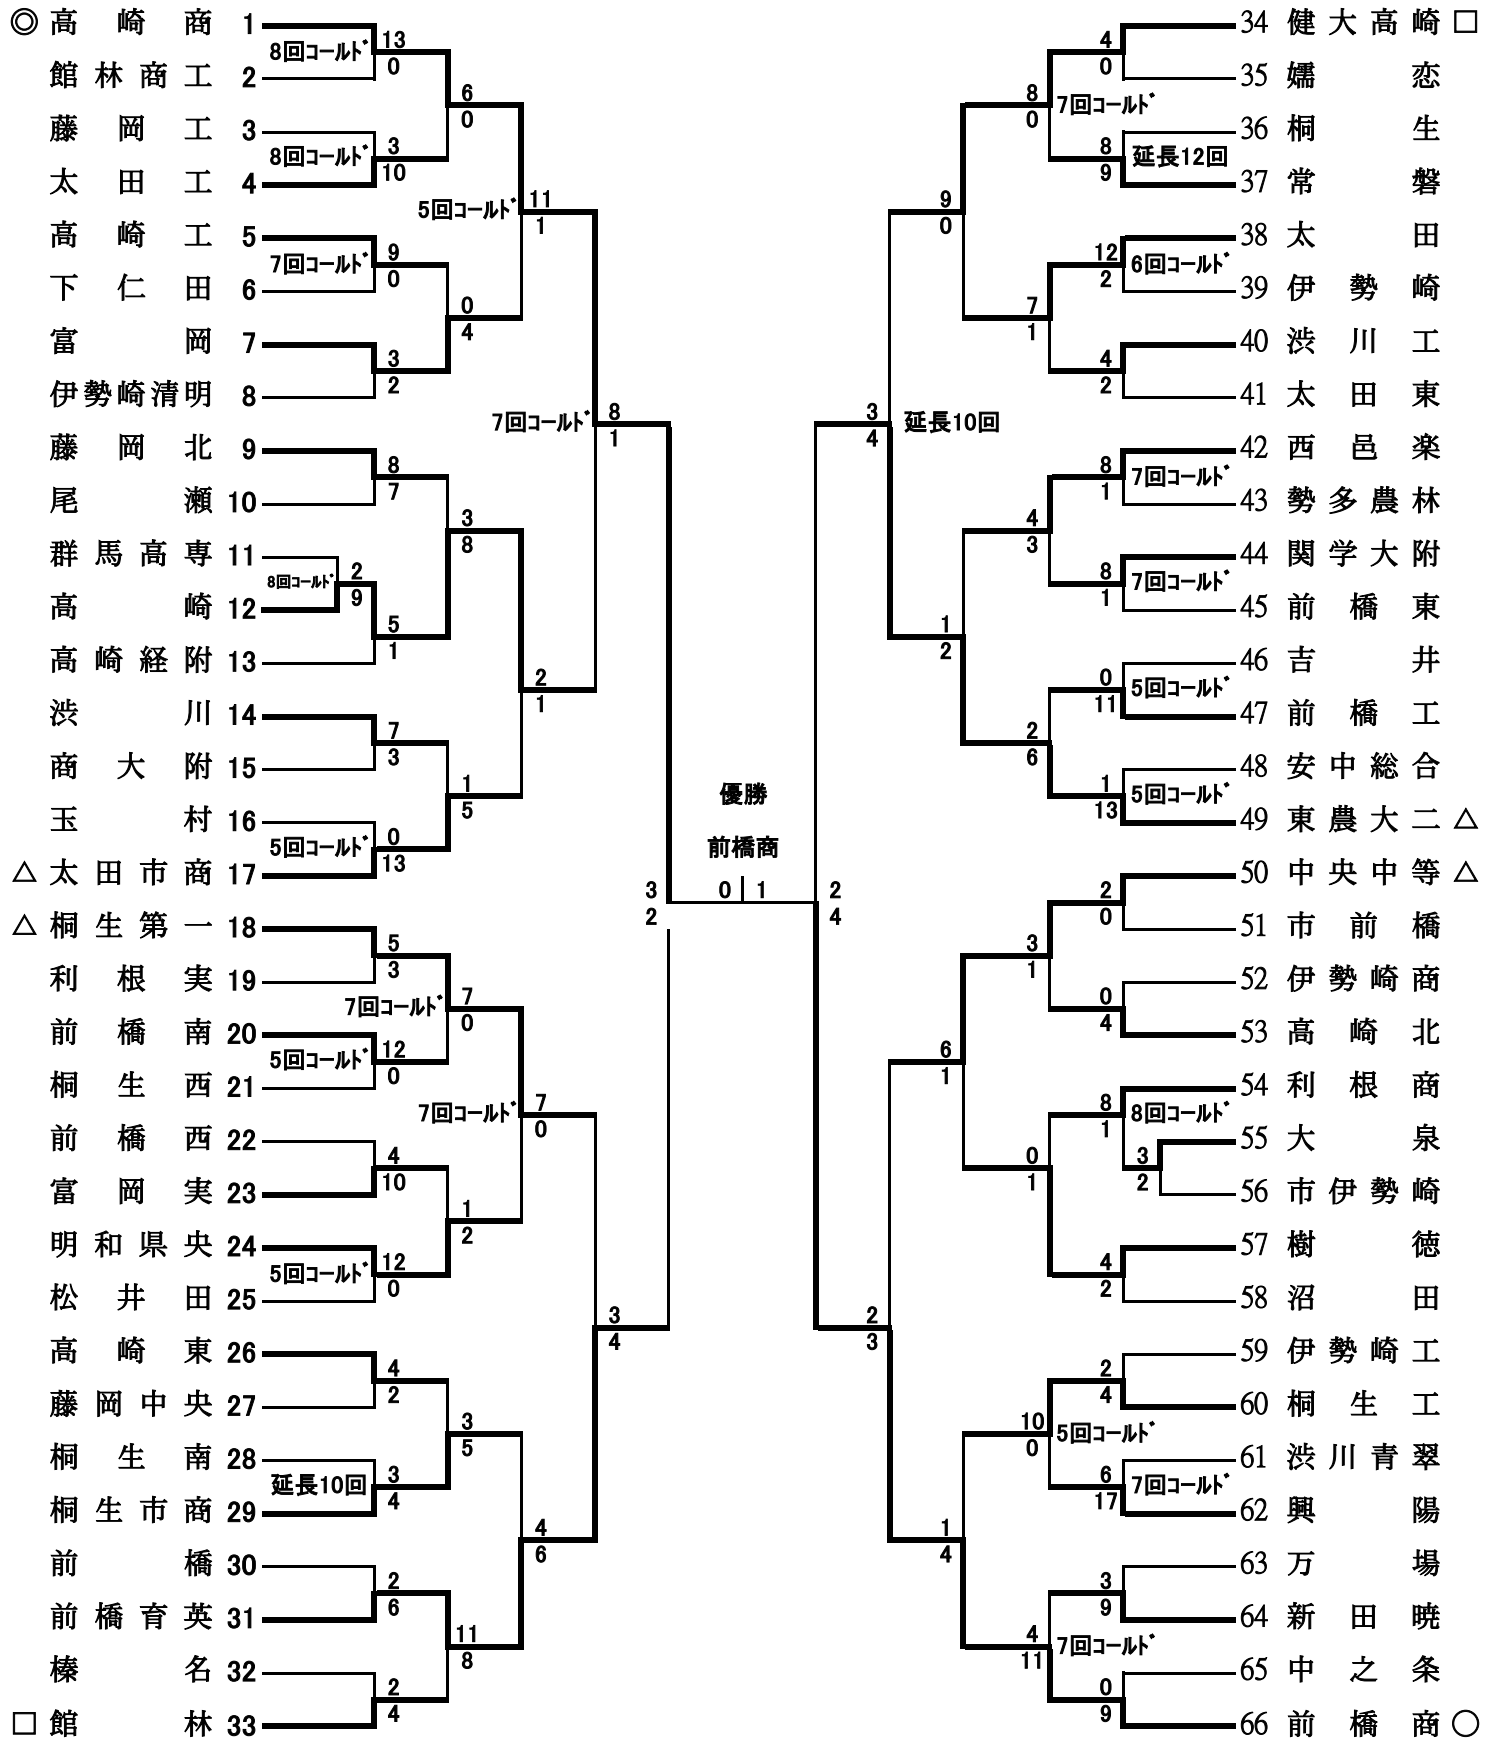 ◎ 高崎商 1
館林商工 2
藤岡工 3
太田工 4
高崎工 5
下仁田 6
富岡 7
伊勢崎清明 8
藤岡北 9
尾瀬 10
群馬高専 11
高崎 12
高崎経附 13
渋川 14
商大附 15
玉村 16
△ 太田市商 17
△ 桐生第一 18
利根実 19
前橋南 20
桐生西 21
前橋西 22
富岡実 23
明和県央 24
松井田 25
高崎東 26
藤岡中央 27
桐生南 28
桐生市商 29
前橋 30
前橋育英 31
榛名 32
□ 館林 33
8回コールド 13
0
8回コールド 3
10
7回コールド 9
0
3
2
8
7
8回コールド 2
9
5
1
7
3
5回コールド 0
13
5
3
5回コールド 12
0
4
10
5回コールド 12
0
4
2
延長10回 3
4
2
6
2
4
6
0
0
4
3
8
1
5
7回コールド 7
0
1
2
3
5
11
8
5回コールド 11
1
2
1
7回コールド 7
0
4
6
7回コールド 8
1
3
4
3
2
優勝
前橋商
0 1
2
4
3 延長10回
4
2
3
9
0
1
2
6
1
1
4
8 7回コールド
0
7
1
4
3
2
6
3
1
0
1
10 5回コールド
0
4 7回コールド
11
4
0
8 延長12回
9
12 6回コールド
2
4
2
8 7回コールド
1
8 7回コールド
1
0 5回コールド
11
1 5回コールド
13
2
0
0
4
8 8回コールド
1
3
2
4
2
2
4
6 7回コールド
17
3
9
0
9
34 健大高崎 □
35 嬬恋
36 桐生
37 常磐
38 太田
39 伊勢崎
40 渋川工
41 太田東
42 西邑楽
43 勢多農林
44 関学大附
45 前橋東
46 吉井
47 前橋工
48 安中総合
49 東農大二 △
50 中央中等 △
51 市前橋
52 伊勢崎商
53 高崎北
54 利根商
55 大泉
56 市伊勢崎
57 樹徳
58 沼田
59 伊勢崎工
60 桐生工
61 渋川青翠
62 興陽
63 万場
64 新田暁
65 中之条
66 前橋商 ○